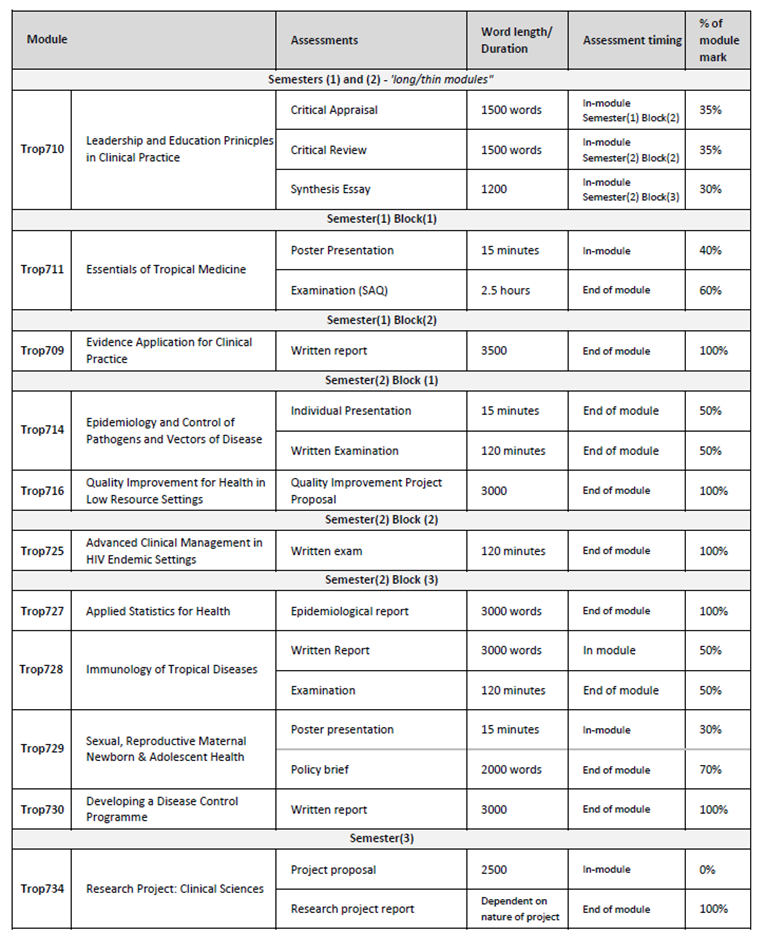 Module Assessments Word length/ Duration Assessment timing % of module mark
Semesters (1) and (2) - 'long/thin modules"
Trop710 Leadership and Education Prinicples in Clinical Practice
Critical Appraisal 1500 words In-module Semester(1) Block(2) 35%
Critical Review 1500 words In-module Semester(2) Block(2) 35%
Synthesis Essay 1200 In-module Semester(2) Block(3) 30%
Semester(1) Block(1)
Trop711 Essentials of Tropical Medicine
Poster Presentation 15 minutes In-module 40%
Examination (SAQ) 2.5 hours End of module 60%
Semester(1) Block(2)
Trop709 Evidence Application for Clinical Practice Written report 3500 End of module 100%
Semester(2) Block (1)
Trop714 Epidemiology and Control of Pathogens and Vectors of Disease
Individual Presentation 15 minutes End of module 50%
Written Examination 120 minutes End of module 50%
Trop716 Quality Improvement for Health in Low Resource Settings Quality Improvement Project Proposal 3000 End of module 100%
Semester(2) Block (2)
Trop725 Advanced Clinical Management in HIV Endemic Settings Written exam 120 minutes End of module 100%
Semester(2) Block (3)
Trop727 Applied Statistics for Health Epidemiological report 3000 words End of module 100%
Trop728 Immunology of Tropical Diseases
Written Report 3000 words In module 50%
Examination 120 minutes End of module 50%
Trop729 Sexual, Reproductive Maternal Newborn & Adolescent Health
Poster presentation 15 minutes In-module 30%
Policy brief 2000 words End of module 70%
Trop730 Developing a Disease Control Programme Written report 3000 End of module 100%
Semester(3)
Trop734 Research Project: Clinical Sciences
Project proposal 2500 In-module 0%
Research project report Dependent on nature of project End of module 100%